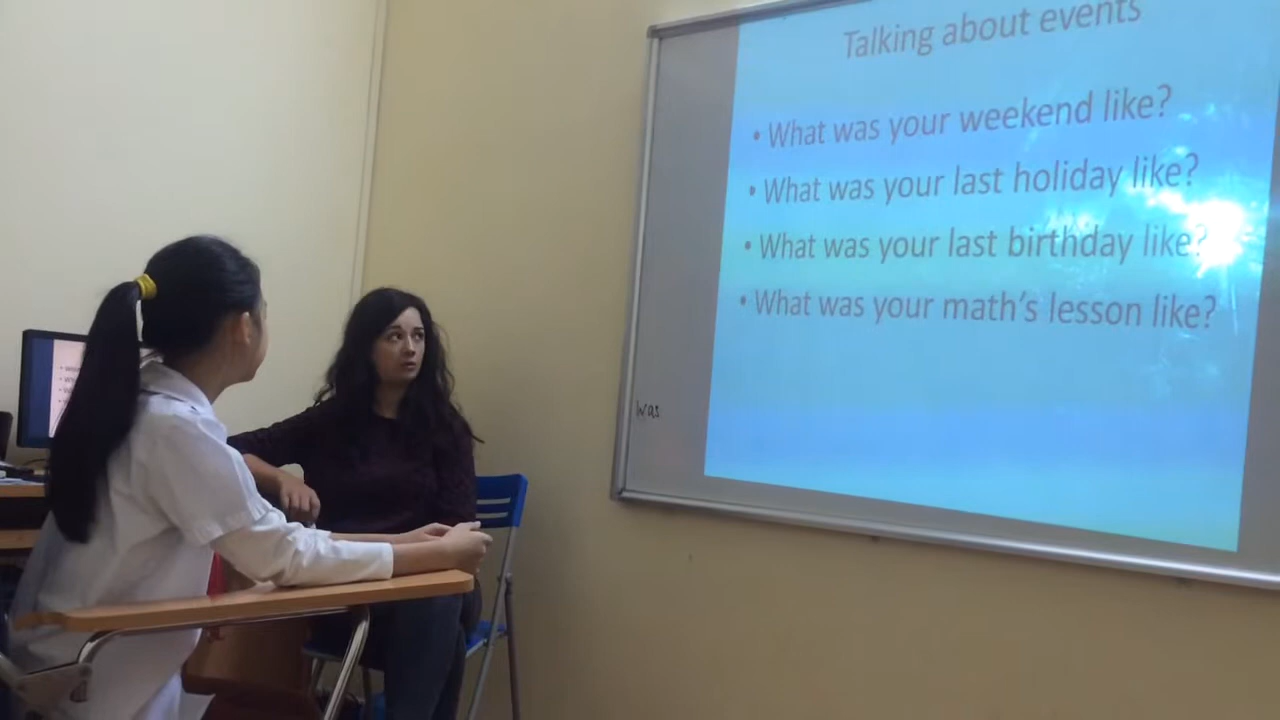 Talking about events
• What was your weekend like?
• What was your last holiday like?
• What was your last birthday like?
• What was your math's lesson like?
was